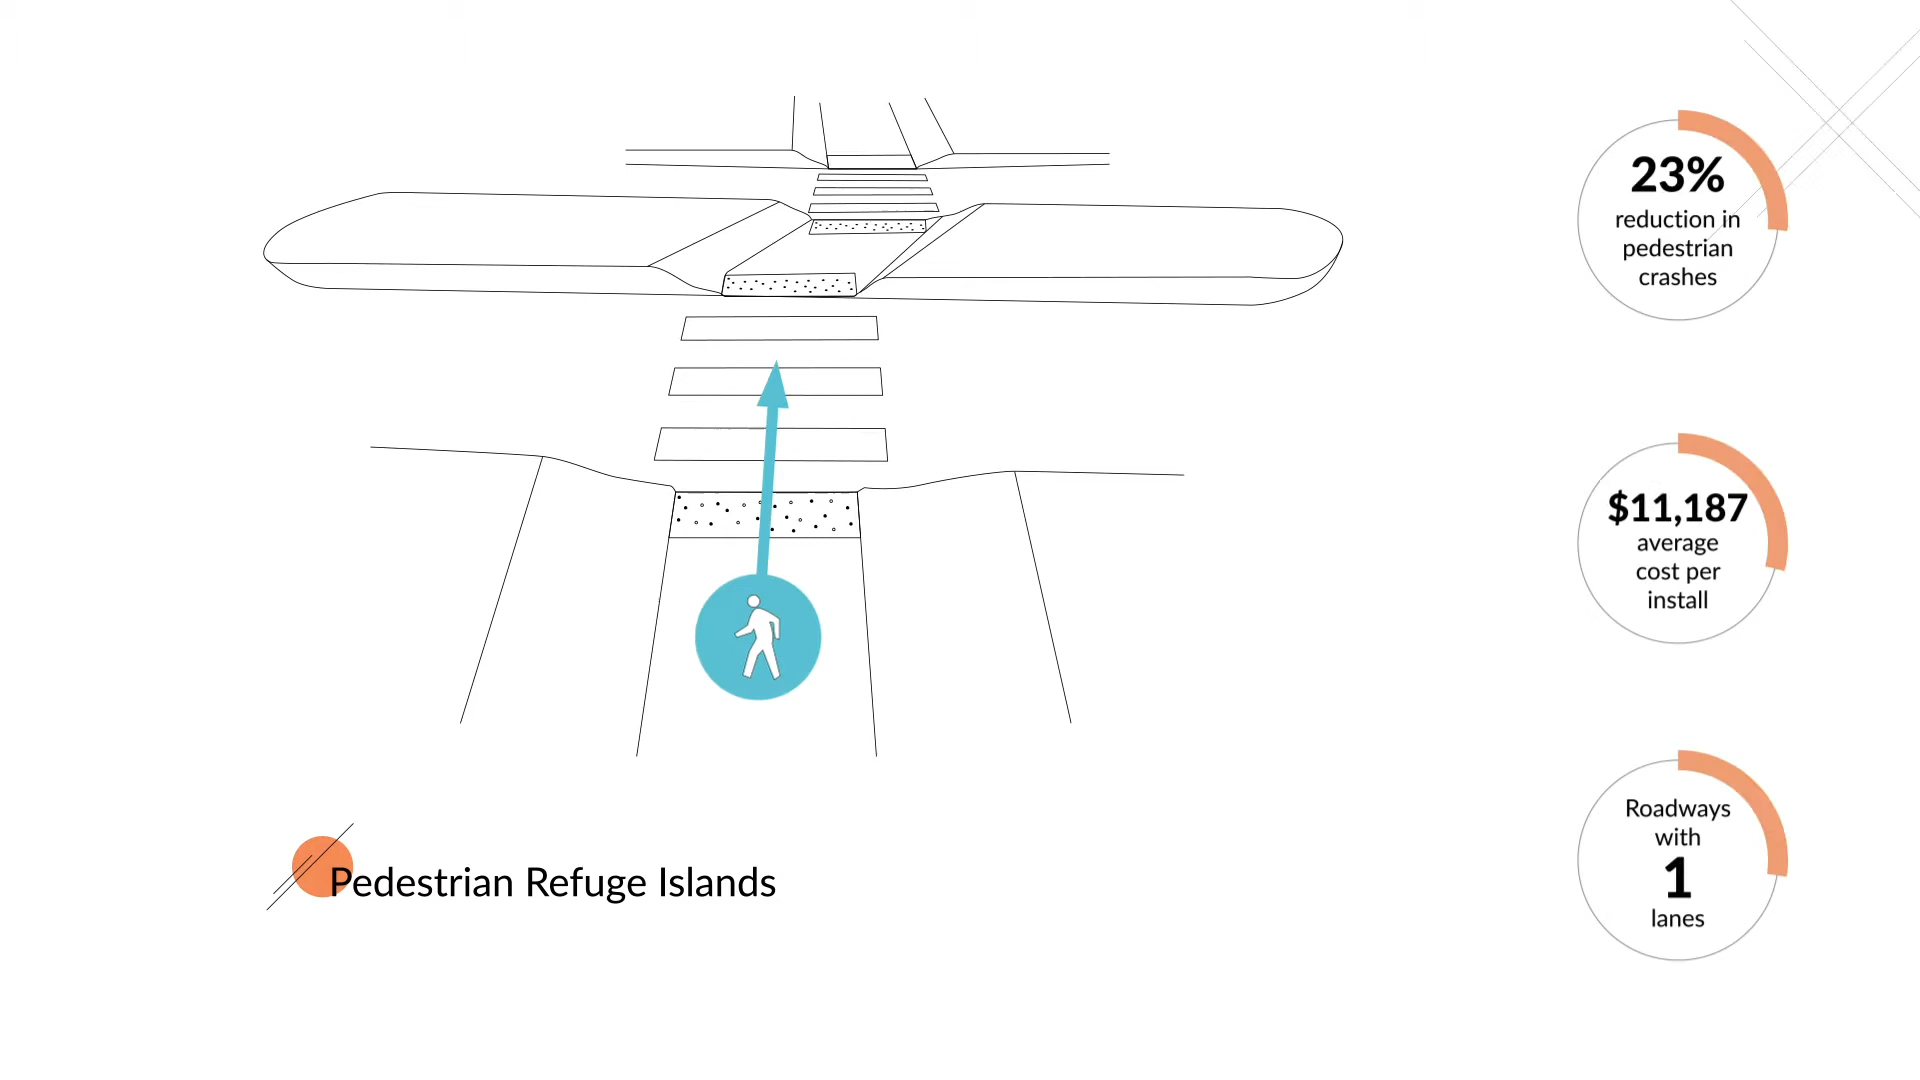 23%
reduction in
pedestrian
crashes
$11,187
average
cost per
install
Roadways
with
1
lanes
Pedestrian Refuge Islands